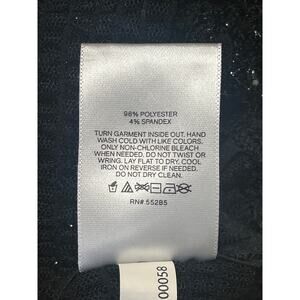 96% POLYESTER
4% SPANDEX
TURN GARMENT INSIDE OUT. HAND
WASH COLD WITH LIKE COLORS.
ONLY NON-CHLORINE BLEACH
WHEN NEEDED. DO NOT TWIST OR
WRING. LAY FLAT TO DRY. COOL
IRON ON REVERSE IF NEEDED.
DO NOT DRY CLEAN.
RN# 55285
00058